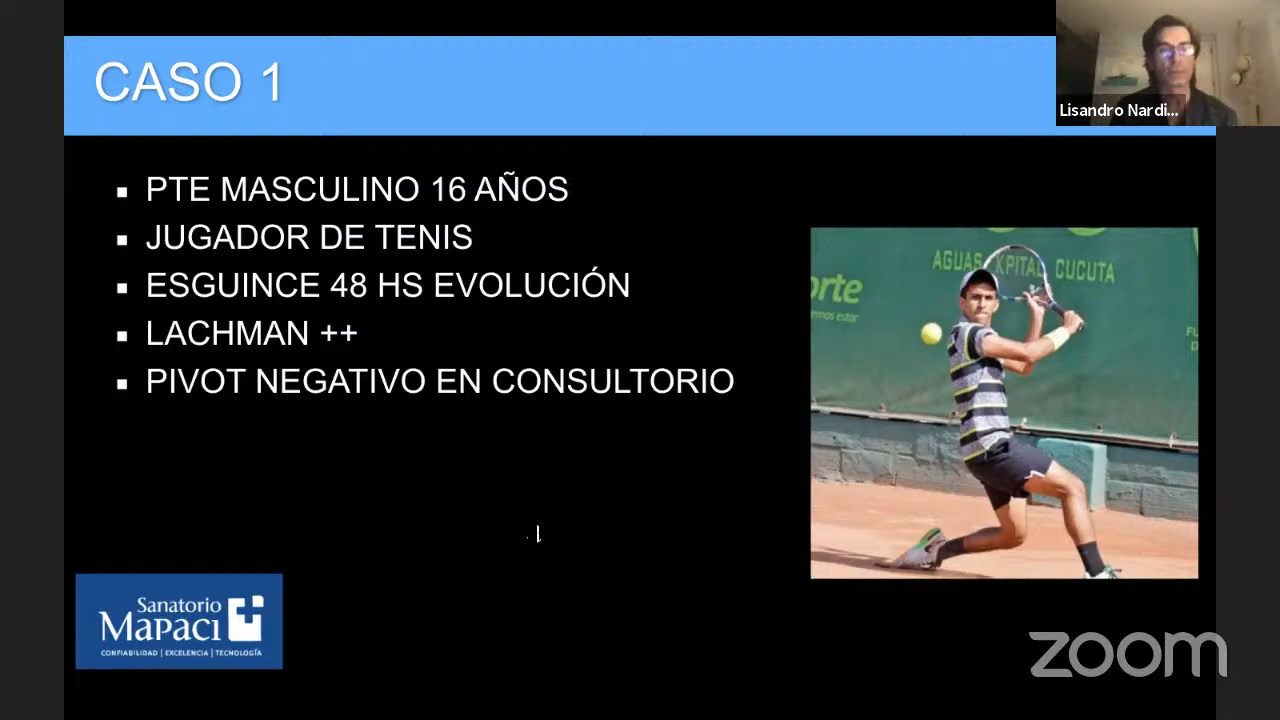 CASO 1
Lisandro Nardi...
▪ PTE MASCULINO 16 AÑOS
▪ JUGADOR DE TENIS
▪ ESGUINCE 48 HS EVOLUCIÓN
▪ LACHMAN ++
▪ PIVOT NEGATIVO EN CONSULTORIO
AGUAS KPITAL CUCUTA
Sanatorio
MAPACI
CONFIABILIDAD | EXCELENCIA | TECNOLOGÍA
zoom